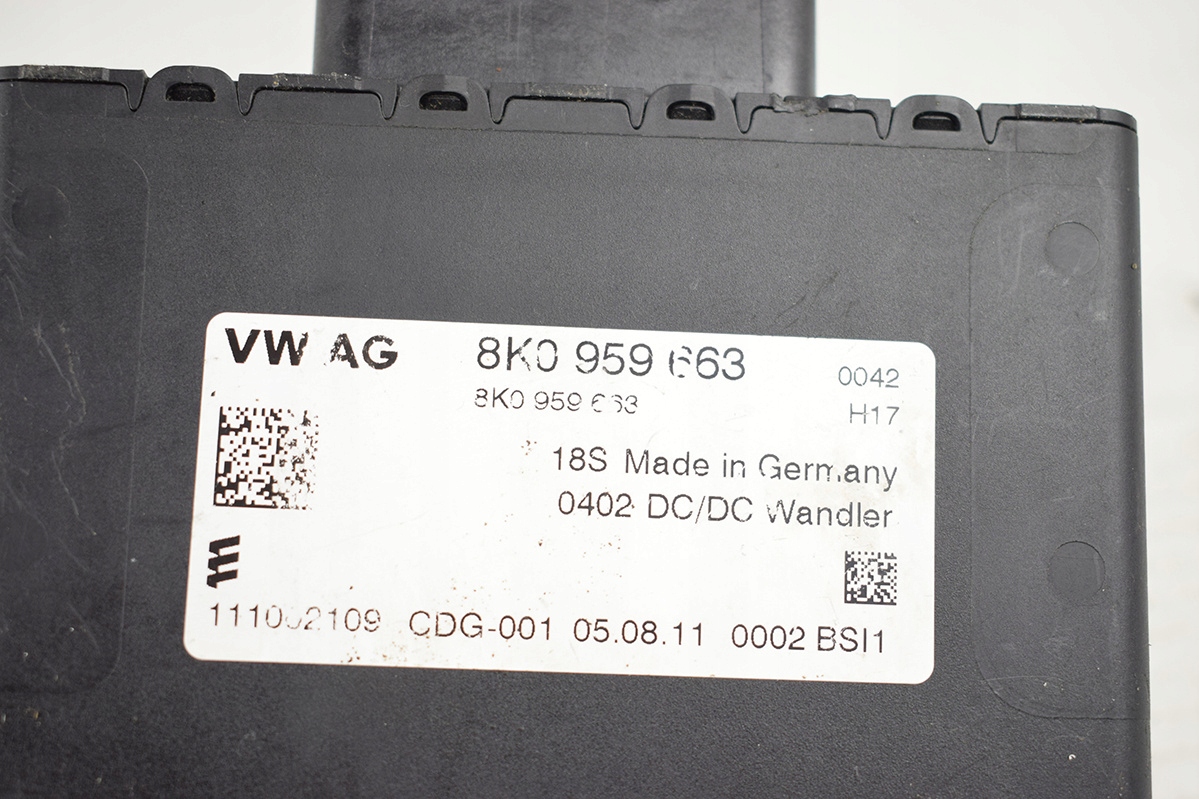 VW AG 8K0 959 663 0042
8K0 959 663 H17
18S Made in Germany
0402 DC/DC Wandler
CDG-001 05.08.11 0002 BSI1